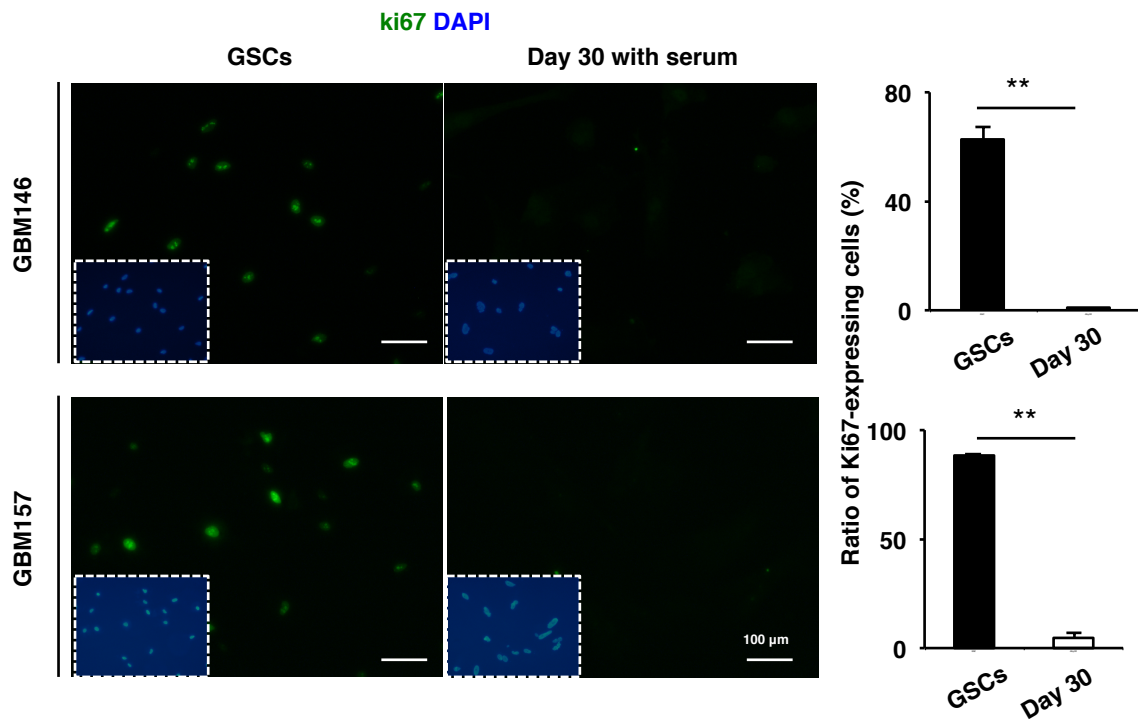 ki67 DAPI
GSCs
Day 30 with serum
GBM146
GBM157
100 µm
Ratio of Ki67-expressing cells (%)
80
**
40
0
GSCs
Day 30
100
**
50
0
GSCs
Day 30